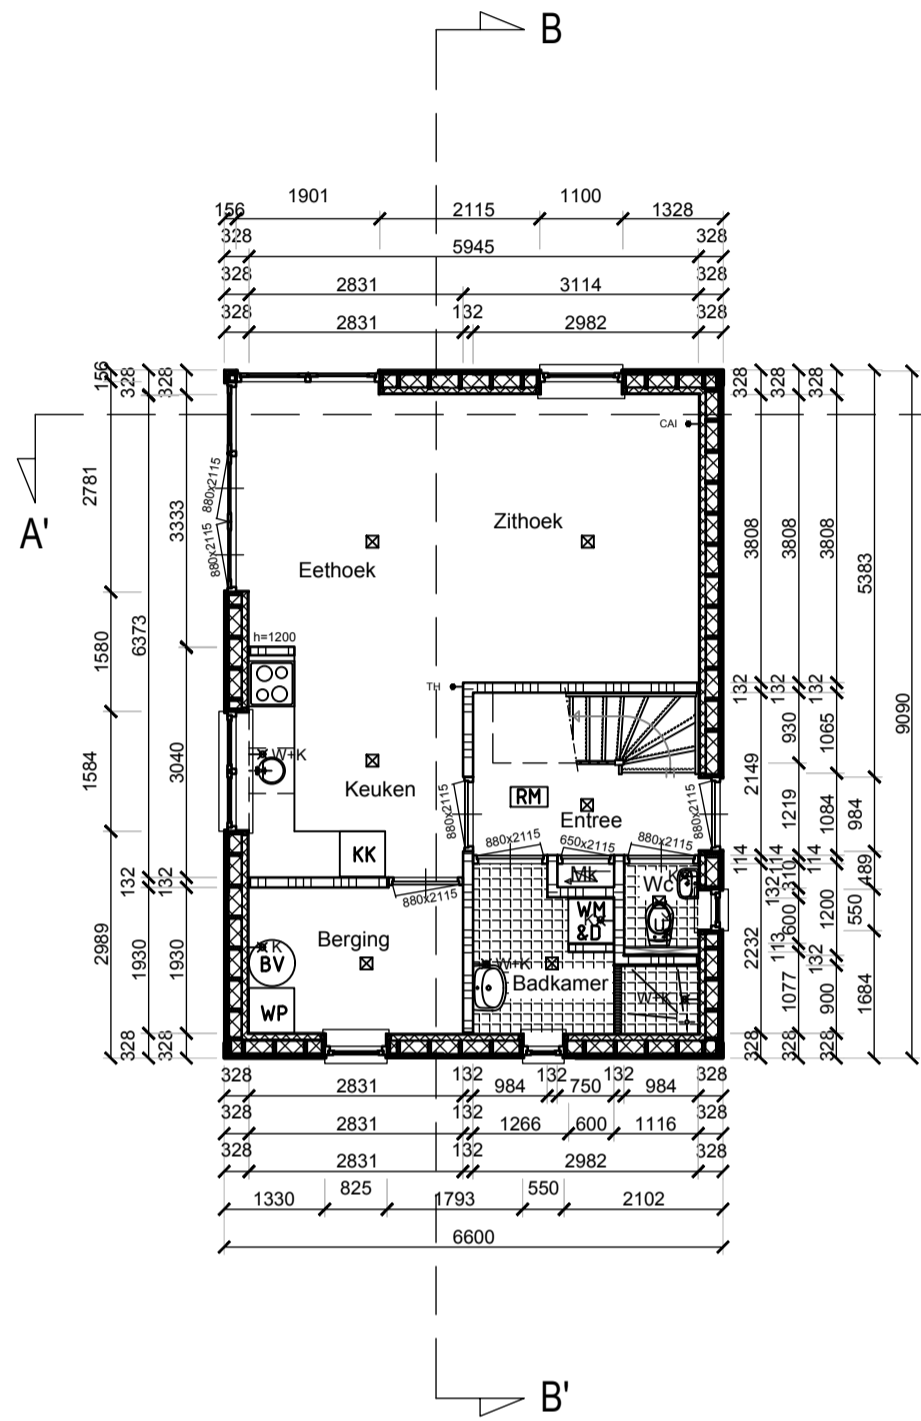 B
1901 1100
156 2115 1328
328 5945 328
328 2831 3114 328
328 2831 132 2982 328
156 328 328
328 328 328
CAI
A'
2781
880x2115
880x2115
3333
Zithoek
Eethoek
3808 3808 3808
5383
9090
1580
6373
h=1200
TH
132 132 132
930 1065
1584
3040
W+K
Keuken
RM
Entree
880x2115
880x2115
2149 1219 1084 984
880x2115 650x2115 880x2115
KK
Mk
Wc
K
114 114 114
132 310
489
132 132
880x2115
2989 1930 1930
Berging
WM
&D
K
600 1200 550
K
BV
W+K
Badkamer
W+K
2232 113 132
1077 900 1684
WP
328 328
328 328 328
328 2831 132 984 132 750 132 984 328
328 2831 132 1266 600 1116 328
328 2831 2982 328
1330 825 1793 550 2102
6600
B'